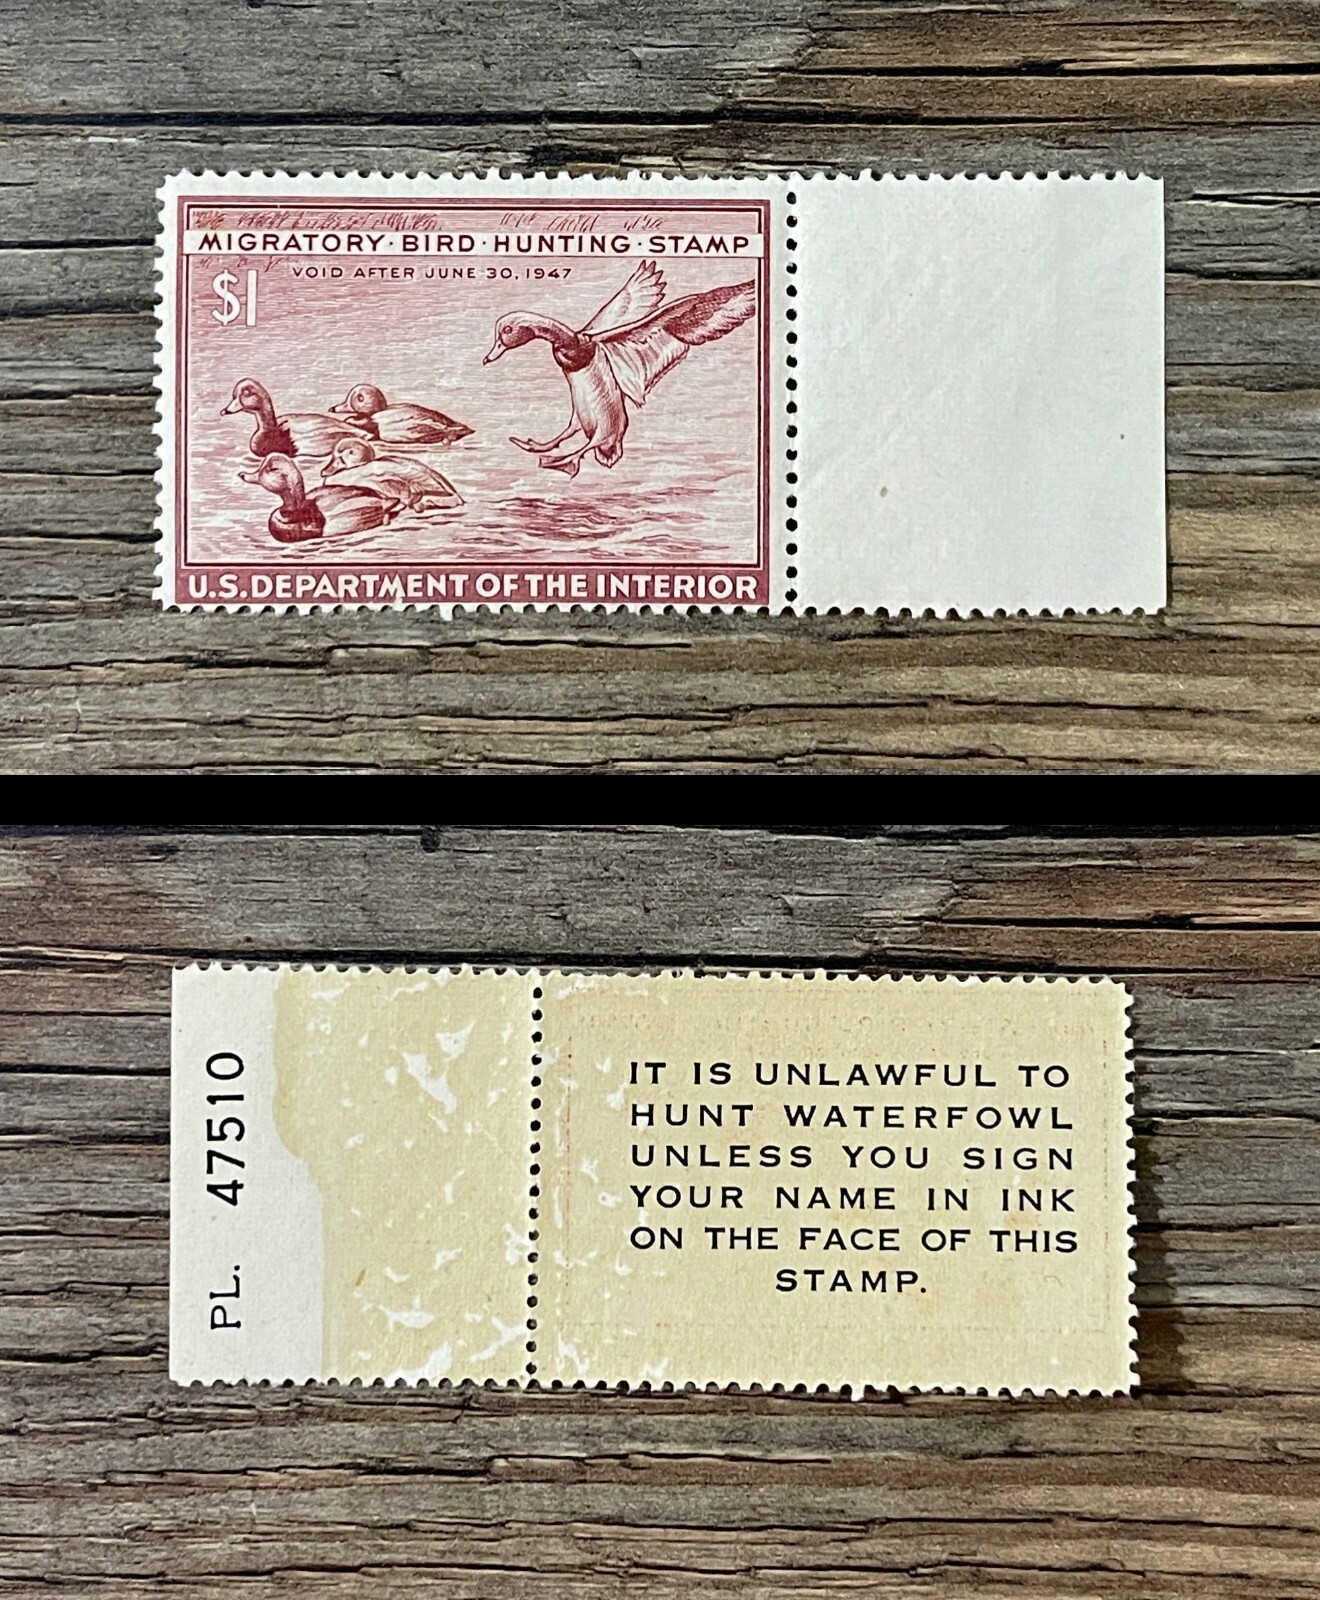 MIGRATORY·BIRD·HUNTING·STAMP
VOID AFTER JUNE 30, 1947
$1
U.S. DEPARTMENT OF THE INTERIOR
PL. 47510
IT IS UNLAWFUL TO
HUNT WATERFOWL
UNLESS YOU SIGN
YOUR NAME IN INK
ON THE FACE OF THIS
STAMP.